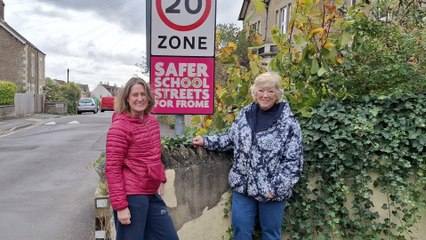 20
ZONE
SAFER
SCHOOL
STREETS
FOR FROME